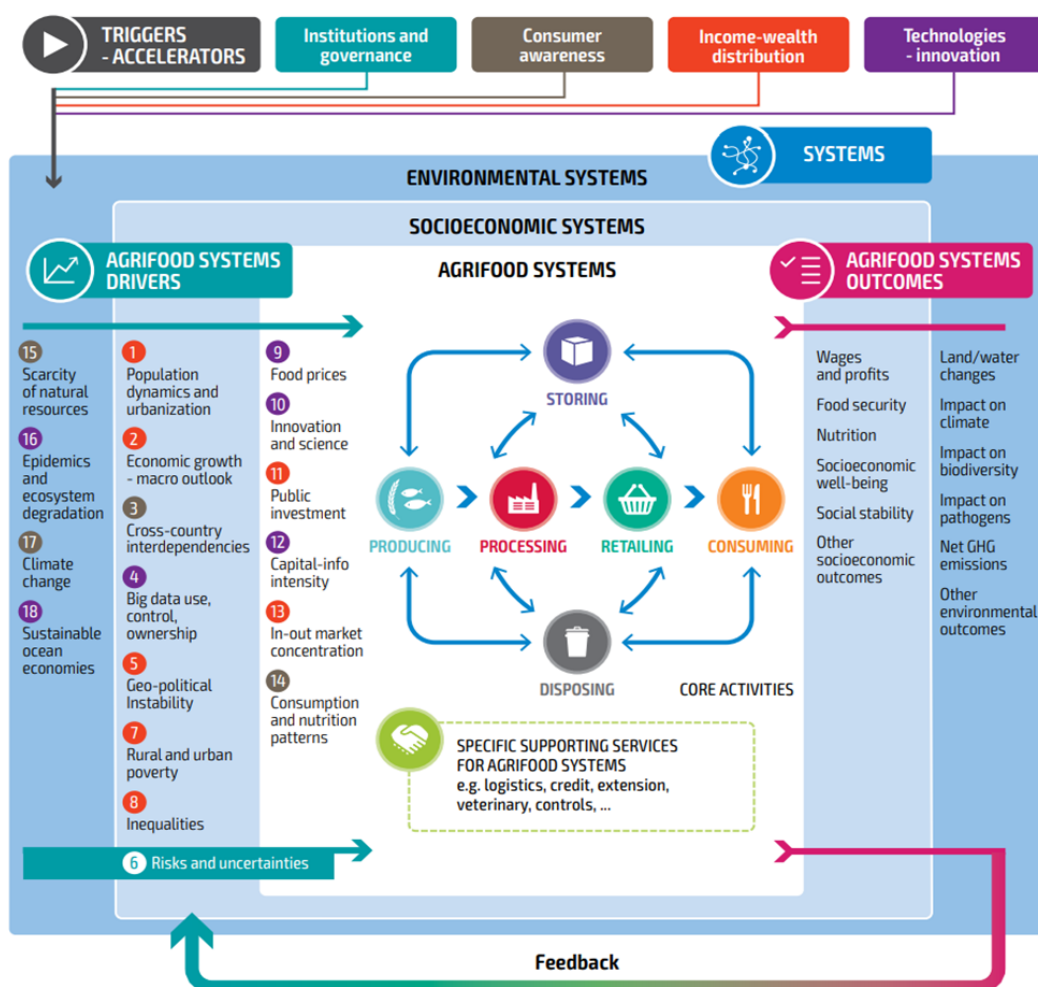 TRIGGERS
- ACCELERATORS
Institutions and
governance
Consumer
awareness
Income-wealth
distribution
Technologies
- innovation
SYSTEMS
ENVIRONMENTAL SYSTEMS
SOCIOECONOMIC SYSTEMS
AGRIFOOD SYSTEMS
AGRIFOOD SYSTEMS
DRIVERS
AGRIFOOD SYSTEMS
OUTCOMES
15
Scarcity
of natural
resources
16
Epidemics
and
ecosystem
degradation
17
Climate
change
18
Sustainable
ocean
economies
1
Population
dynamics and
urbanization
2
Economic growth
- macro outlook
3
Cross-country
interdependencies
4
Big data use,
control,
ownership
5
Geo-political
Instability
7
Rural and urban
poverty
8
Inequalities
9
Food prices
10
Innovation
and science
11
Public
investment
12
Capital-info
intensity
13
In-out market
concentration
14
Consumption
and nutrition
patterns
6 Risks and uncertainties
STORING
PRODUCING
PROCESSING
RETAILING
CONSUMING
DISPOSING
CORE ACTIVITIES
SPECIFIC SUPPORTING SERVICES
FOR AGRIFOOD SYSTEMS
e.g. logistics, credit, extension,
veterinary, controls, ...
Wages
and profits
Food security
Nutrition
Socioeconomic
well-being
Social stability
Other
socioeconomic
outcomes
Land/water
changes
Impact on
climate
Impact on
biodiversity
Impact on
pathogens
Net GHG
emissions
Other
environmental
outcomes
Feedback